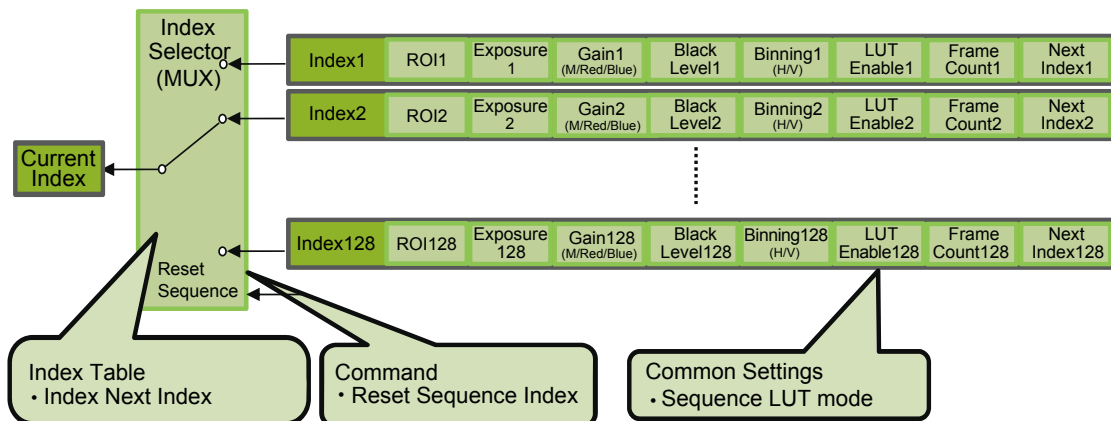 Index
Selector
(MUX)
Index1 ROI1 Exposure 1 Gain1 (M/Red/Blue) Black Level1 Binning1 (H/V) LUT Enable1 Frame Count1 Next Index1
Index2 ROI2 Exposure 2 Gain2 (M/Red/Blue) Black Level2 Binning2 (H/V) LUT Enable2 Frame Count2 Next Index2
Current
Index
Index128 ROI128 Exposure 128 Gain128 (M/Red/Blue) Black Level128 Binning128 (H/V) LUT Enable128 Frame Count128 Next Index128
Reset
Sequence
Index Table
・Index Next Index
Command
・Reset Sequence Index
Common Settings
・Sequence LUT mode